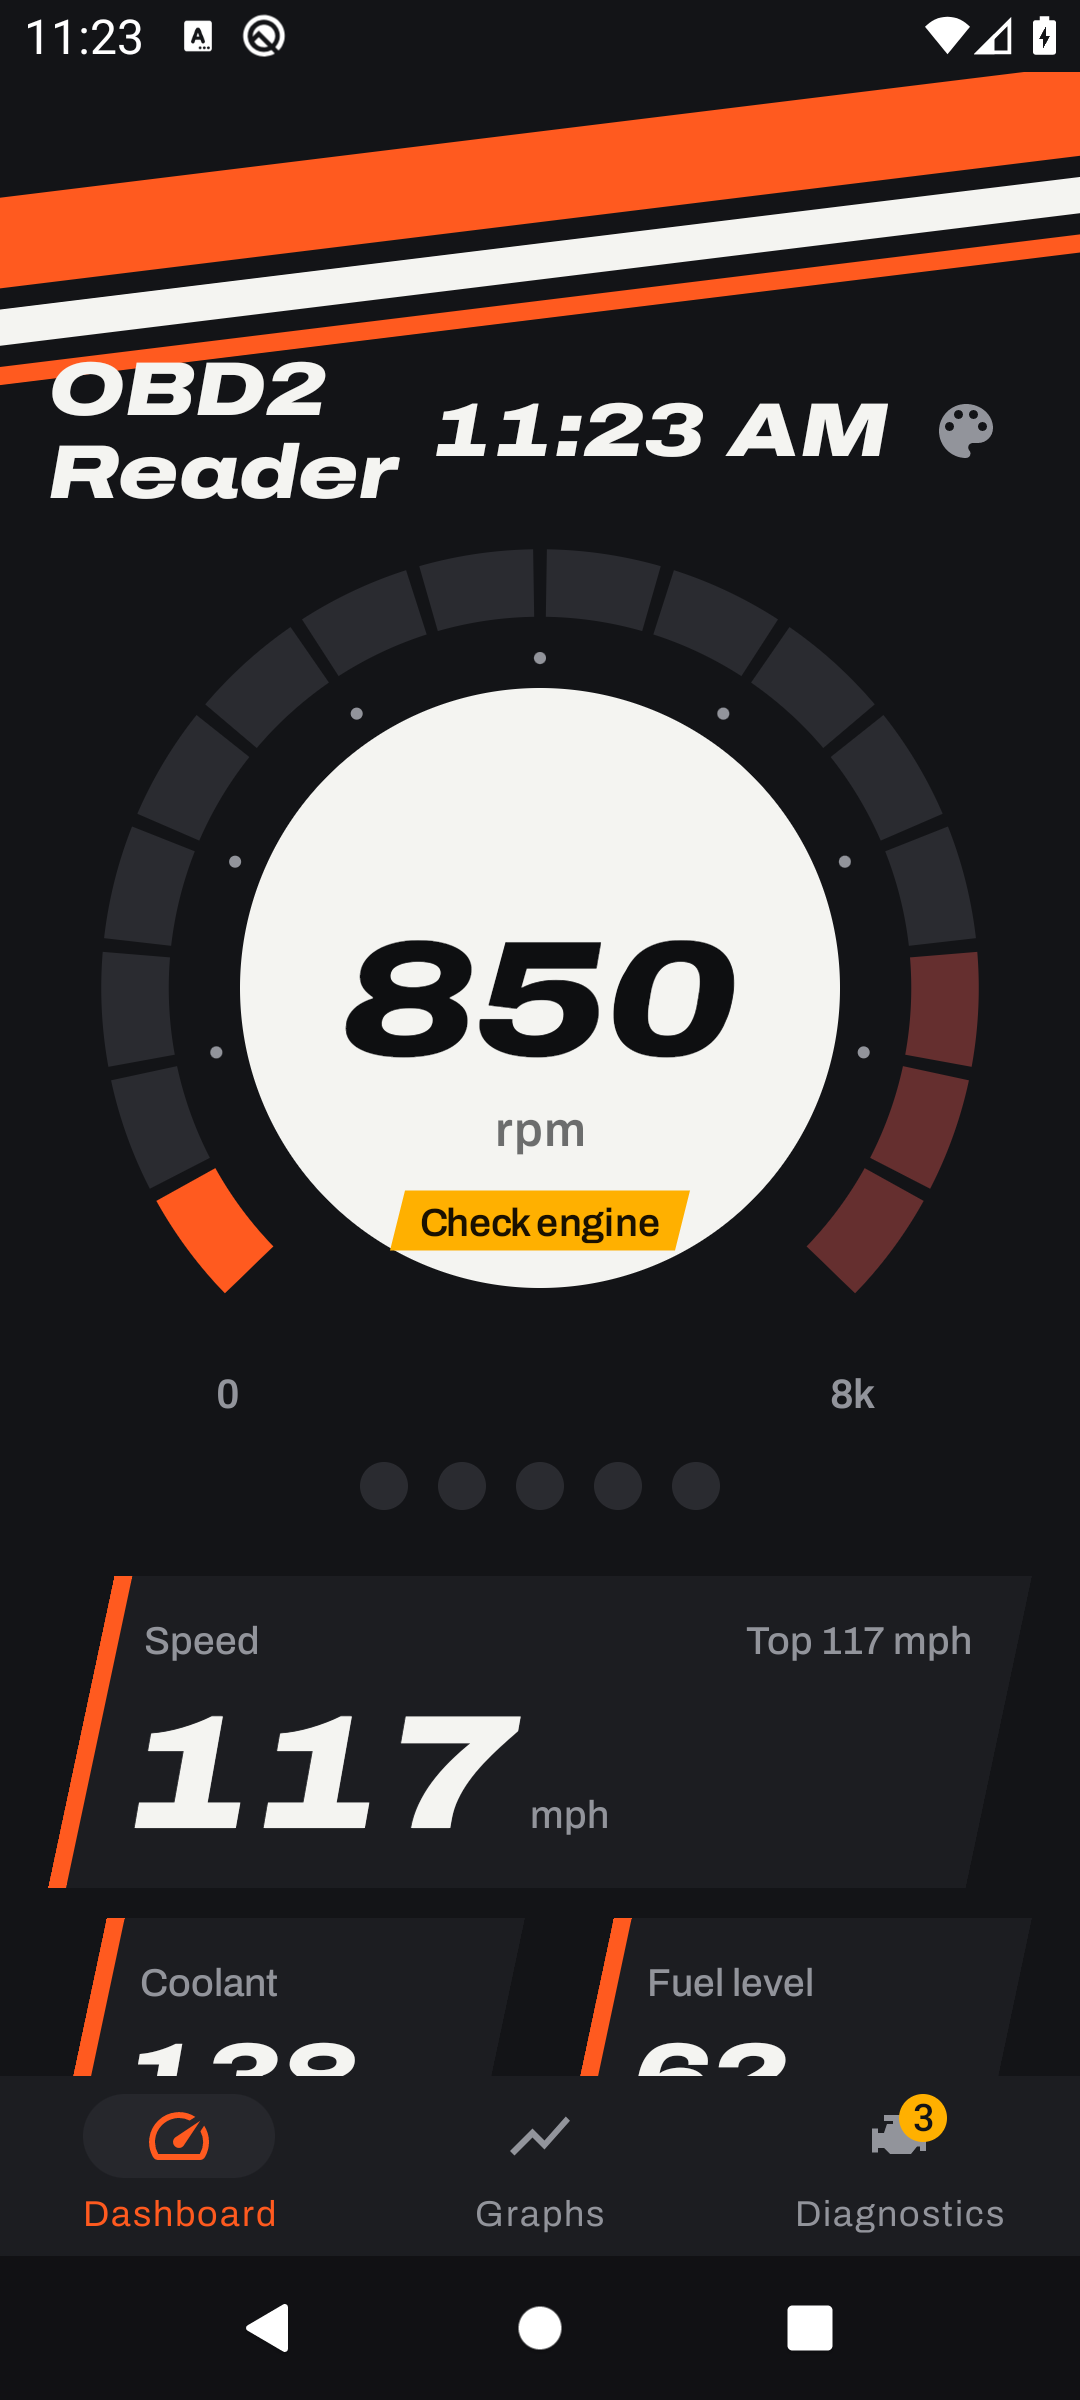 11:23
OBD2
Reader
11:23 AM
850
rpm
Check engine
0
8k
Speed
Top 117 mph
117 mph
Coolant
Fuel level
3
Dashboard
Graphs
Diagnostics